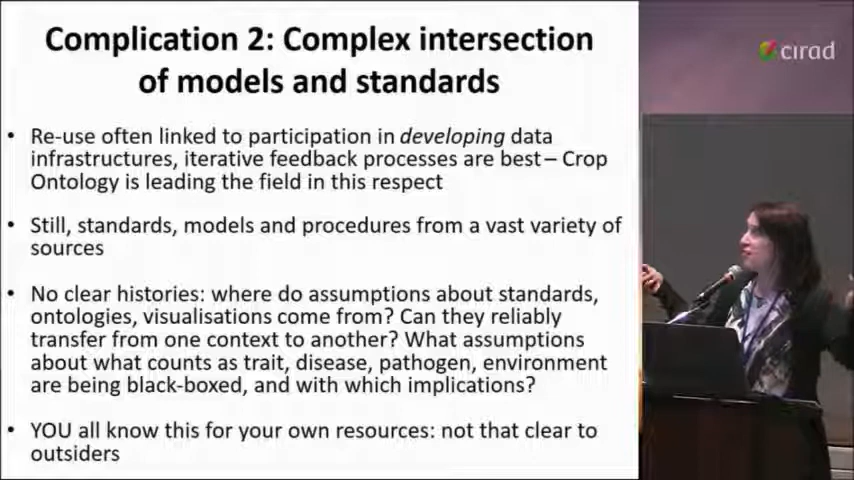 Complication 2: Complex intersection
of models and standards
• Re-use often linked to participation in developing data
infrastructures, iterative feedback processes are best – Crop
Ontology is leading the field in this respect
• Still, standards, models and procedures from a vast variety of
sources
• No clear histories: where do assumptions about standards,
ontologies, visualisations come from? Can they reliably
transfer from one context to another? What assumptions
about what counts as trait, disease, pathogen, environment
are being black-boxed, and with which implications?
• YOU all know this for your own resources: not that clear to
outsiders
cirad